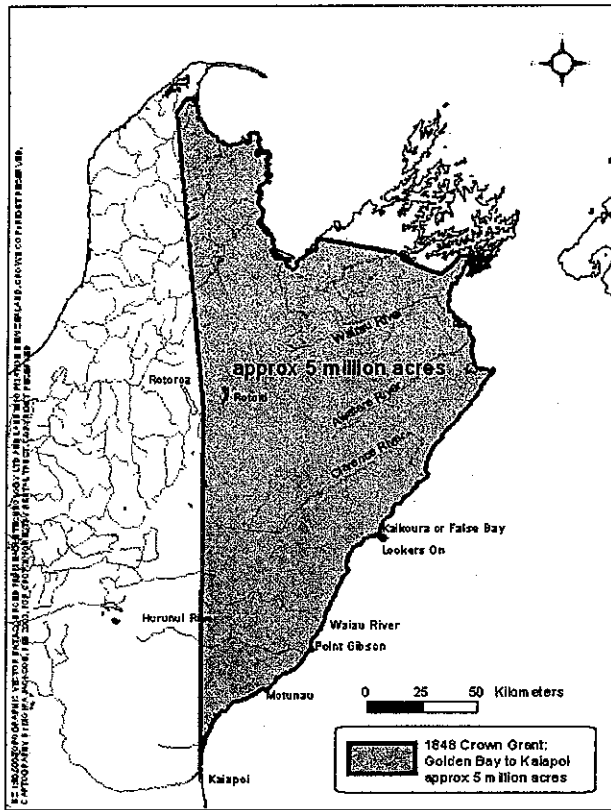 Rotoroa
Wairau River
approx 5 million acres
Rotoiti
Awatere River
Clarence River
Kaikoura or False Bay
Lookers On
Hurunui River
Waiau River
Point Gibson
Motunau
0 25 50 Kilometers
1848 Crown Grant:
Golden Bay to Kaiapoi
approx 5 million acres
Kaiapoi